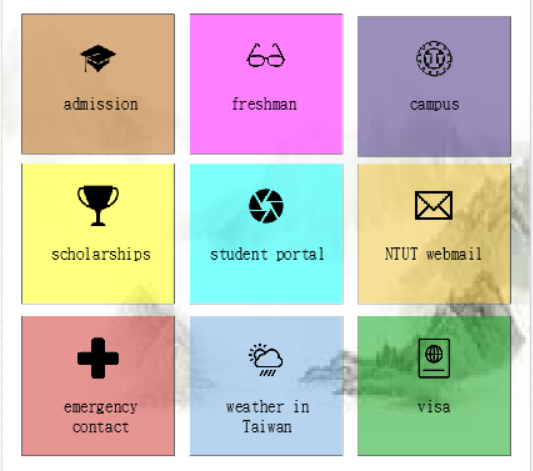 admission
freshman
campus
scholarships
student portal
NTUT webmail
emergency
contact
weather in
Taiwan
visa